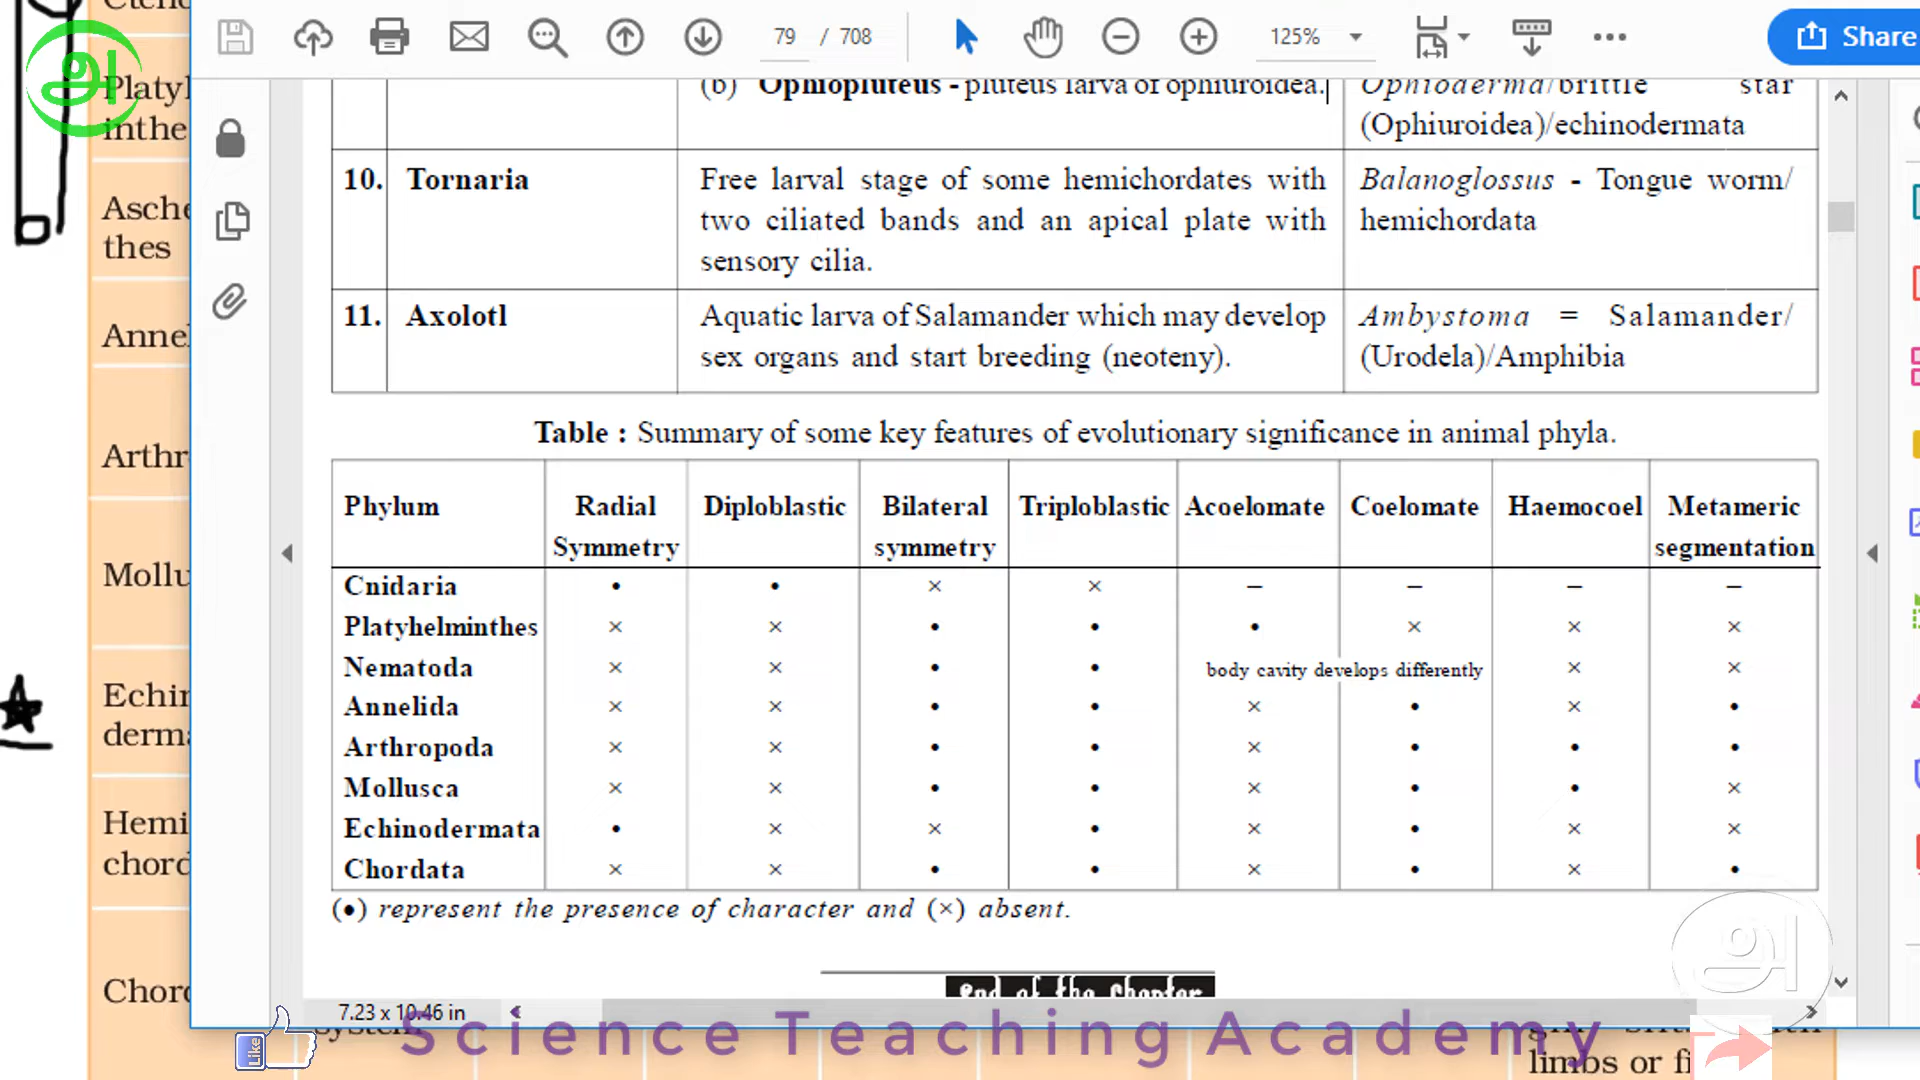 79 / 708
125%
Share
அ
Platyl
inthe
Asche
thes
Annel
Arthr
Mollu
Echin
derma
Hemi
chord
Chord
(b) Ophiopluteus - pluteus larva of ophiuroidea.
Ophioderma/brittle star
(Ophiuroidea)/echinodermata
10. Tornaria
Free larval stage of some hemichordates with
two ciliated bands and an apical plate with
sensory cilia.
Balanoglossus - Tongue worm/
hemichordata
11. Axolotl
Aquatic larva of Salamander which may develop
sex organs and start breeding (neoteny).
Ambystoma = Salamander/
(Urodela)/Amphibia
Table : Summary of some key features of evolutionary significance in animal phyla.
Phylum Radial Symmetry Diploblastic Bilateral symmetry Triploblastic Acoelomate Coelomate Haemocoel Metameric segmentation
Cnidaria • • × × – – – –
Platyhelminthes × × • • • × × ×
Nematoda × × • • body cavity develops differently × ×
Annelida × × • • × • × •
Arthropoda × × • • × • • •
Mollusca × × • • × • • ×
Echinodermata • × × • × • × ×
Chordata × × • • × • × •
(•) represent the presence of character and (×) absent.
End of the Chapter
7.23 x 10.46 in
system
Like
Science Teaching Academy
limbs or fi
அ